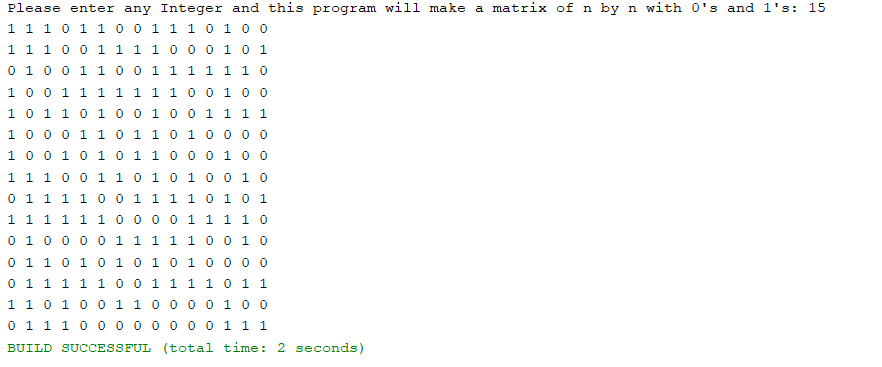 Please enter any Integer and this program will make a matrix of n by n with 0's and 1's: 15
1 1 1 0 1 1 0 0 1 1 1 0 1 0 0
1 1 1 0 0 1 1 1 1 0 0 0 1 0 1
0 1 0 0 1 1 0 0 1 1 1 1 1 1 0
1 0 0 1 1 1 1 1 1 1 0 0 1 0 0
1 0 1 1 0 1 0 0 1 0 0 1 1 1 1
1 0 0 0 1 1 0 1 1 0 1 0 0 0 0
1 0 0 1 0 1 0 1 1 0 0 0 1 0 0
1 1 1 0 0 1 1 0 1 0 1 0 0 1 0
0 1 1 1 1 0 0 1 1 1 1 0 1 0 1
1 1 1 1 1 1 0 0 0 0 1 1 1 1 0
0 1 0 0 0 0 1 1 1 1 1 0 0 1 0
0 1 1 0 1 0 1 0 1 0 1 0 0 0 0
0 1 1 1 1 1 0 0 1 1 1 1 0 1 1
1 1 0 1 0 0 1 1 0 0 0 0 1 0 0
0 1 1 1 0 0 0 0 0 0 0 0 1 1 1
BUILD SUCCESSFUL (total time: 2 seconds)